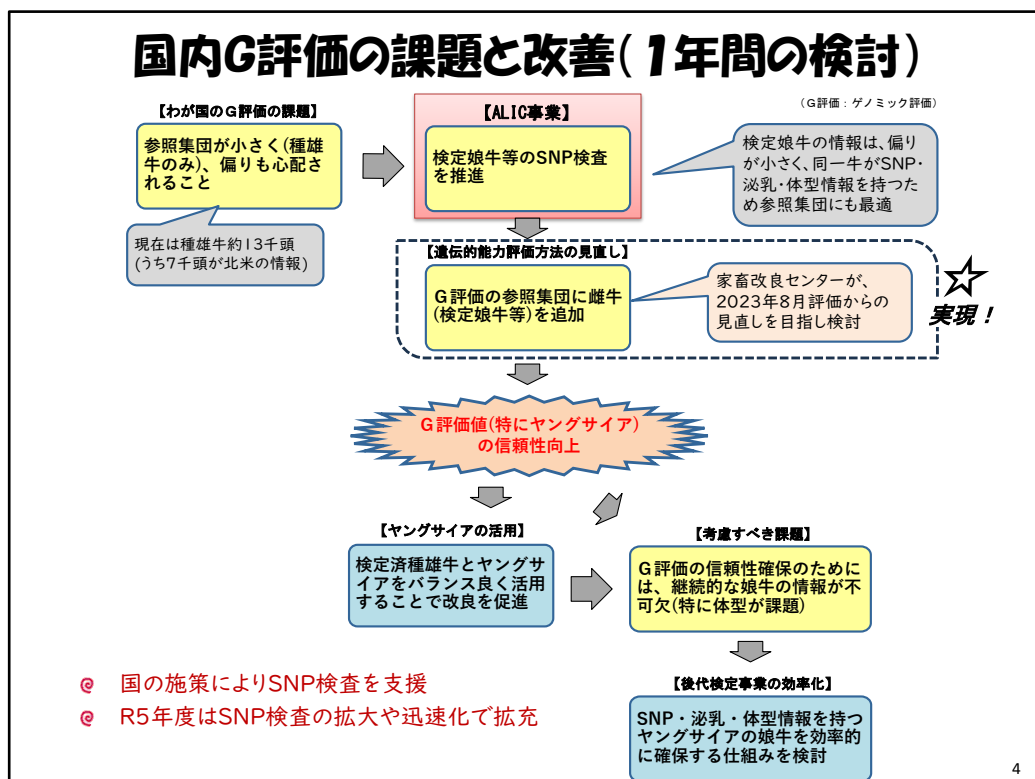 国内G評価の課題と改善(1年間の検討)
(G評価:ゲノミック評価)
【わが国のG評価の課題】
参照集団が小さく(種雄
牛のみ)、偏りも心配さ
れること
現在は種雄牛約13千頭
(うち7千頭が北米の情報)
【ALIC事業】
検定娘牛等のSNP検査
を推進
検定娘牛の情報は、偏り
が小さく、同一牛がSNP・
泌乳・体型情報を持つた
め参照集団にも最適
【遺伝的能力評価方法の見直し】
G評価の参照集団に雌牛
(検定娘牛等)を追加
家畜改良センターが、
2023年8月評価からの
見直しを目指し検討
☆
実現!
G評価値(特にヤングサイア)
の信頼性向上
【ヤングサイアの活用】
検定済種雄牛とヤングサ
イアをバランス良く活用
することで改良を促進
【考慮すべき課題】
G評価の信頼性確保のために
は、継続的な娘牛の情報が不
可欠(特に体型が課題)
【後代検定事業の効率化】
SNP・泌乳・体型情報を持つ
ヤングサイアの娘牛を効率的
に確保する仕組みを検討
国の施策によりSNP検査を支援
R5年度はSNP検査の拡大や迅速化で拡充
4